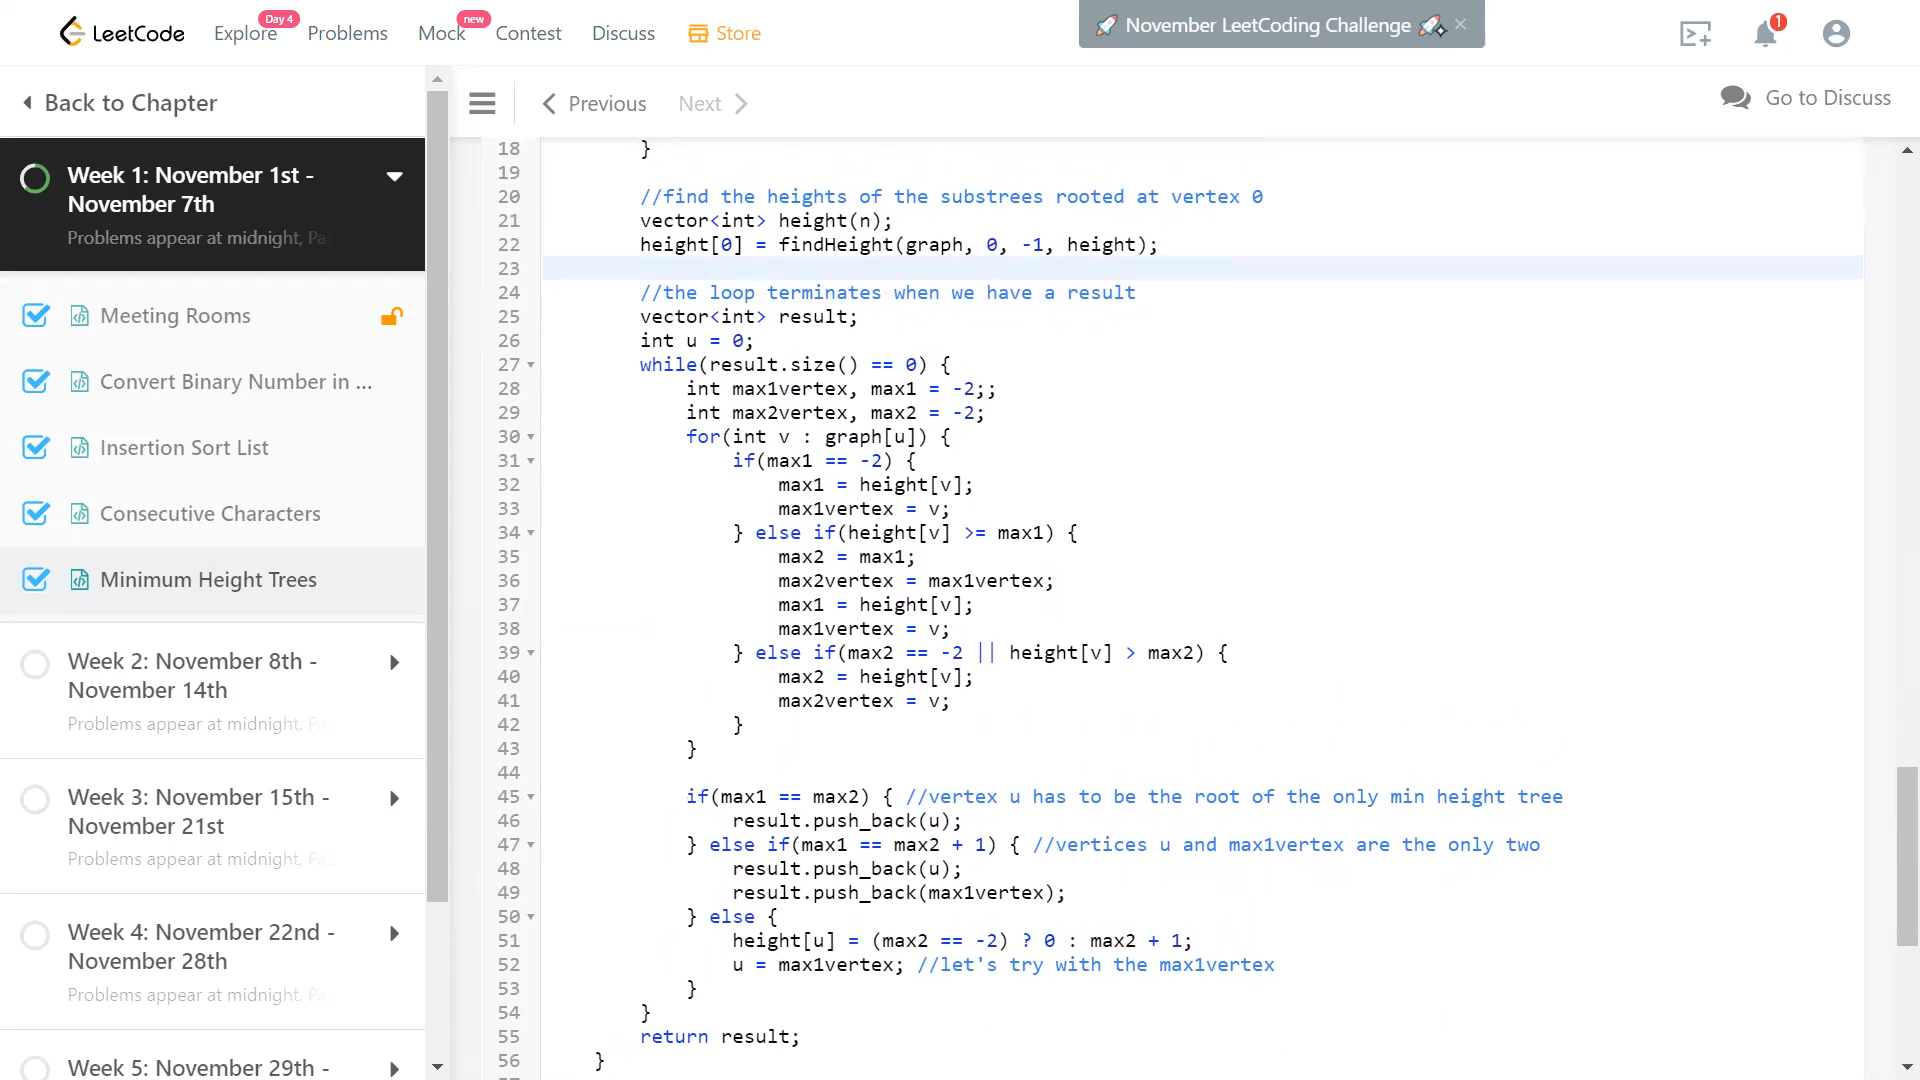 LeetCode
Explore
Day 4
Problems
Mock
new
Contest
Discuss
Store
🚀 November LeetCoding Challenge 🚀 ×
1
Back to Chapter
Previous
Next
Go to Discuss
Week 1: November 1st -
November 7th
Problems appear at midnight,
Meeting Rooms
Convert Binary Number in ...
Insertion Sort List
Consecutive Characters
Minimum Height Trees
Week 2: November 8th -
November 14th
Problems appear at midnight,
Week 3: November 15th -
November 21st
Problems appear at midnight,
Week 4: November 22nd -
November 28th
Problems appear at midnight,
Week 5: November 29th -
18 }
19
20 //find the heights of the substrees rooted at vertex 0
21 vector<int> height(n);
22 height[0] = findHeight(graph, 0, -1, height);
23
24 //the loop terminates when we have a result
25 vector<int> result;
26 int u = 0;
27 while(result.size() == 0) {
28 int max1vertex, max1 = -2;;
29 int max2vertex, max2 = -2;
30 for(int v : graph[u]) {
31 if(max1 == -2) {
32 max1 = height[v];
33 max1vertex = v;
34 } else if(height[v] >= max1) {
35 max2 = max1;
36 max2vertex = max1vertex;
37 max1 = height[v];
38 max1vertex = v;
39 } else if(max2 == -2 || height[v] > max2) {
40 max2 = height[v];
41 max2vertex = v;
42 }
43 }
44
45 if(max1 == max2) { //vertex u has to be the root of the only min height tree
46 result.push_back(u);
47 } else if(max1 == max2 + 1) { //vertices u and max1vertex are the only two
48 result.push_back(u);
49 result.push_back(max1vertex);
50 } else {
51 height[u] = (max2 == -2) ? 0 : max2 + 1;
52 u = max1vertex; //let's try with the max1vertex
53 }
54 }
55 return result;
56 }